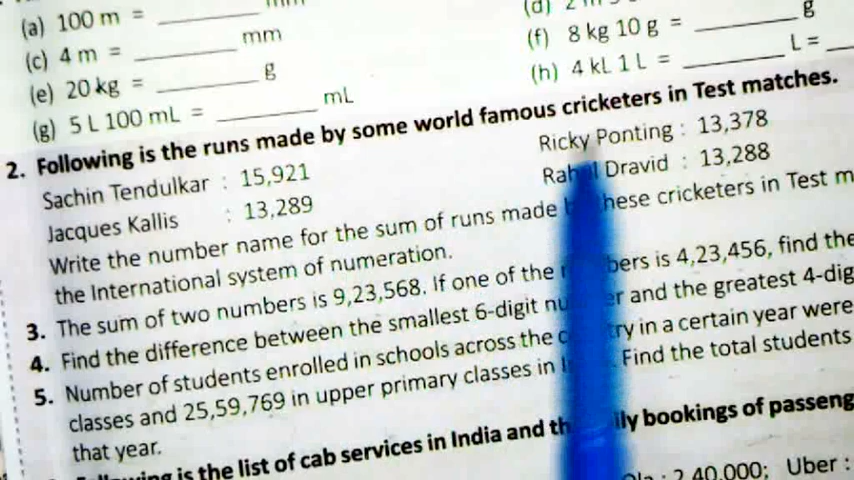 (a) 100 m = ________
(c) 4 m = ________ mm
(e) 20 kg = ________ g
(g) 5 L 100 mL = ________ mL
(d) 2
(f) 8 kg 10 g = ________ g
(h) 4 kL 1 L = ________ L =
2. Following is the runs made by some world famous cricketers in Test matches.
Sachin Tendulkar : 15,921 Ricky Ponting : 13,378
Jacques Kallis : 13,289 Dravid : 13,288
Write the number name for the sum of runs made these cricketers in Test
the International system of numeration.
3. The sum of two numbers is 9,23,568. If one of the is 4,23,456, find the
4. Find the difference between the smallest 6-digit and the greatest 4-dig
5. Number of students enrolled in schools across the in a certain year were
classes and 25,59,769 in upper primary classes in Find the total students
that year.
is the list of cab services in India and bookings of passeng
: 2,40,000; Uber :